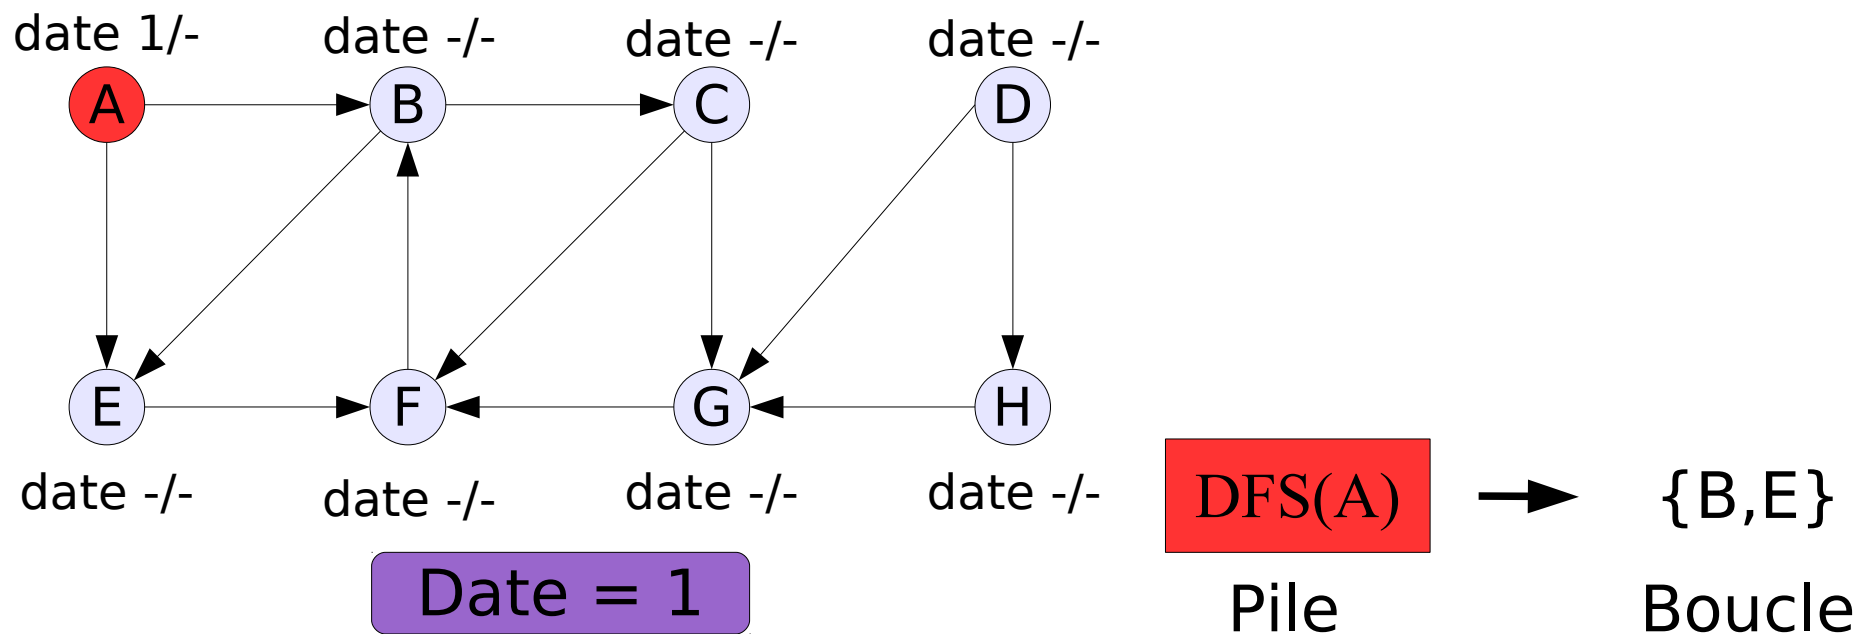 date 1/- date -/- date -/- date -/-
A B C D
E F G H
date -/- date -/- date -/- date -/-
DFS(A) {B,E}
Date = 1
Pile Boucle